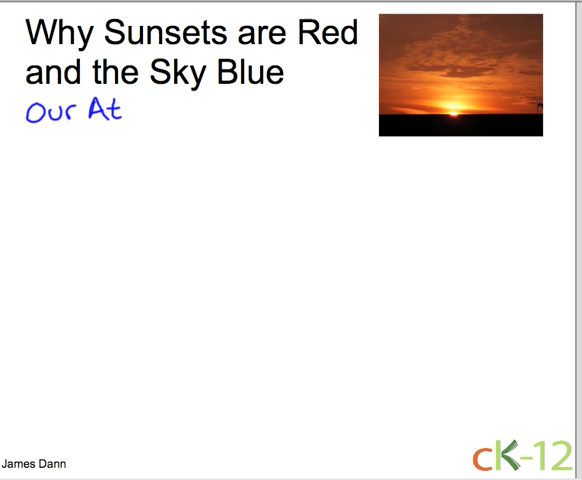 Why Sunsets are Red
and the Sky Blue
Our At
James Dann
cK-12